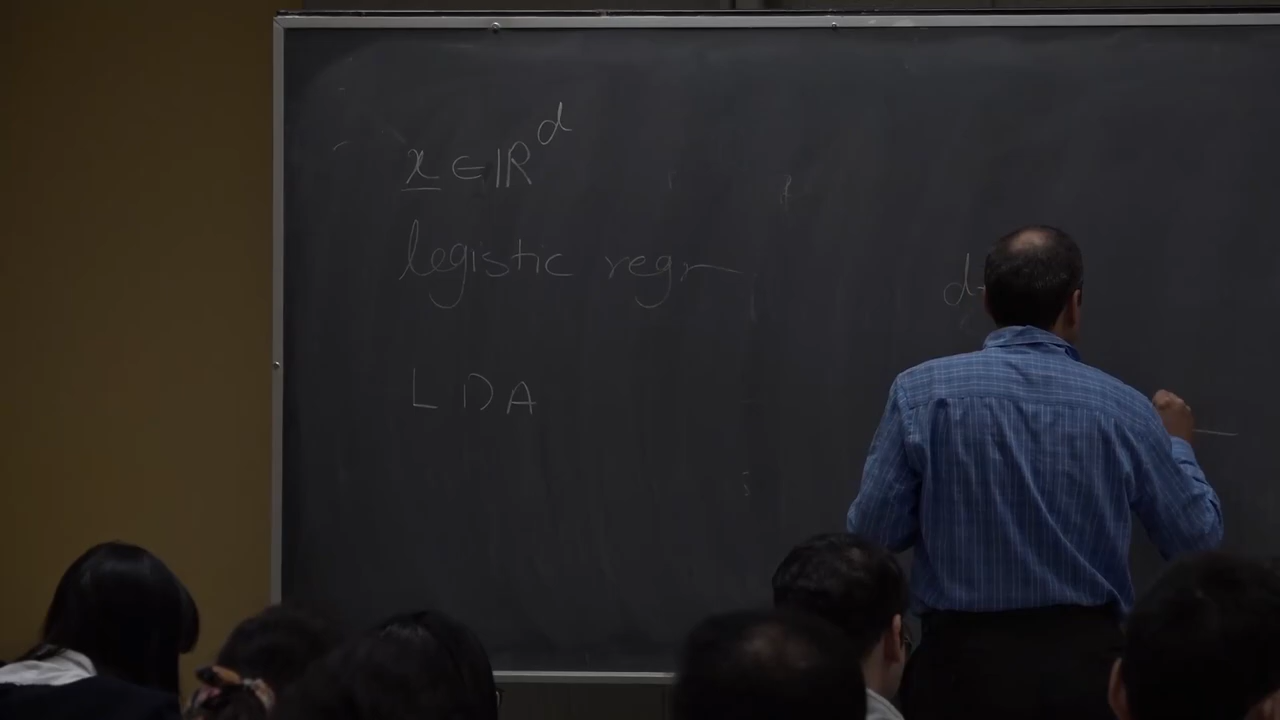 x ∈ ℝ^d
logistic regr
LDA
d